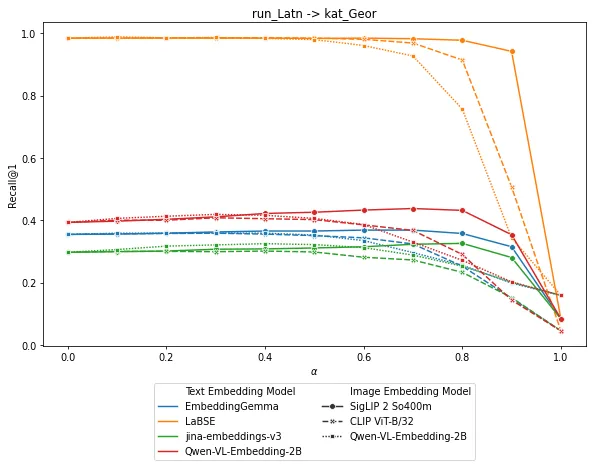 run_Latn -> kat_Geor
1.0
0.8
0.6
0.4
0.2
0.0
Recall@1
0.0 0.2 0.4 0.6 0.8 1.0
α
Text Embedding Model Image Embedding Model
EmbeddingGemma SigLIP 2 So400m
LaBSE CLIP ViT-B/32
jina-embeddings-v3 Qwen-VL-Embedding-2B
Qwen-VL-Embedding-2B